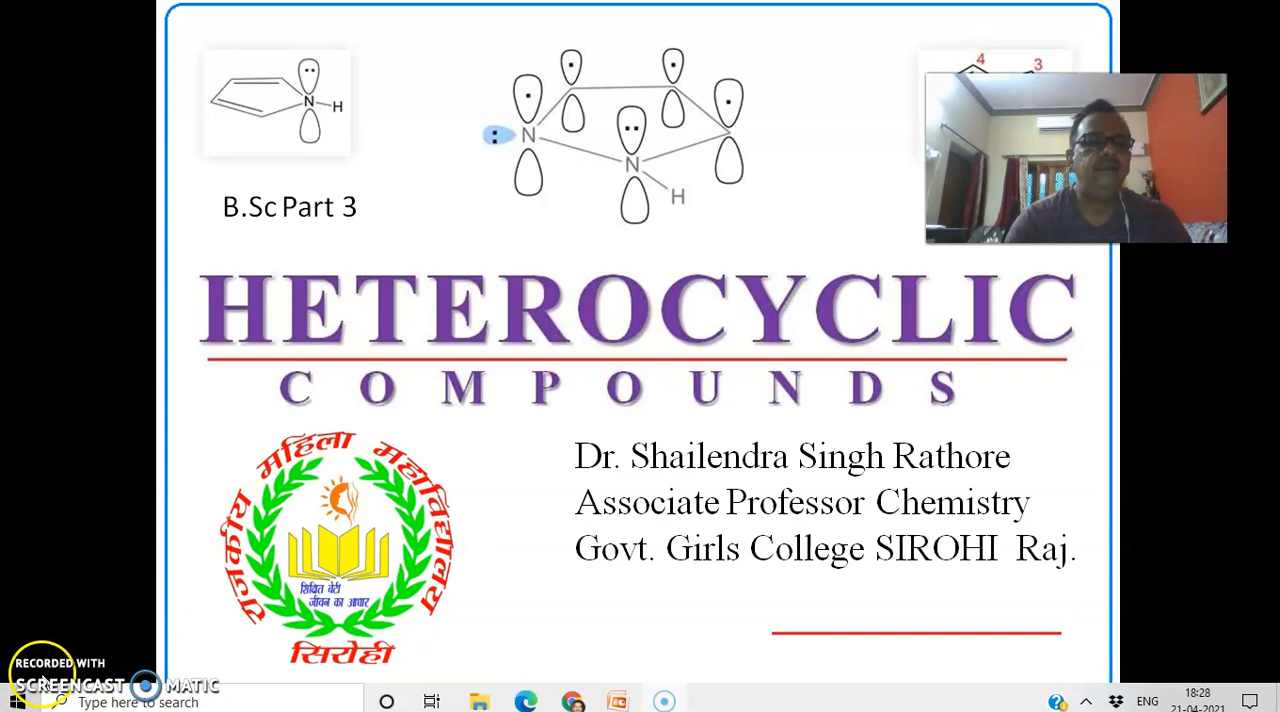 4
3
N
H
N
N
H
B.Sc Part 3
HETEROCYCLIC
COMPOUNDS
राजकीय महिला महाविद्यालय
शिक्षित बेटी
जीवन का आधार
सिरोही
Dr. Shailendra Singh Rathore
Associate Professor Chemistry
Govt. Girls College SIROHI Raj.
RECORDED WITH
SCREENCAST MATIC
Type here to search
ENG
18:28
21-04-2021